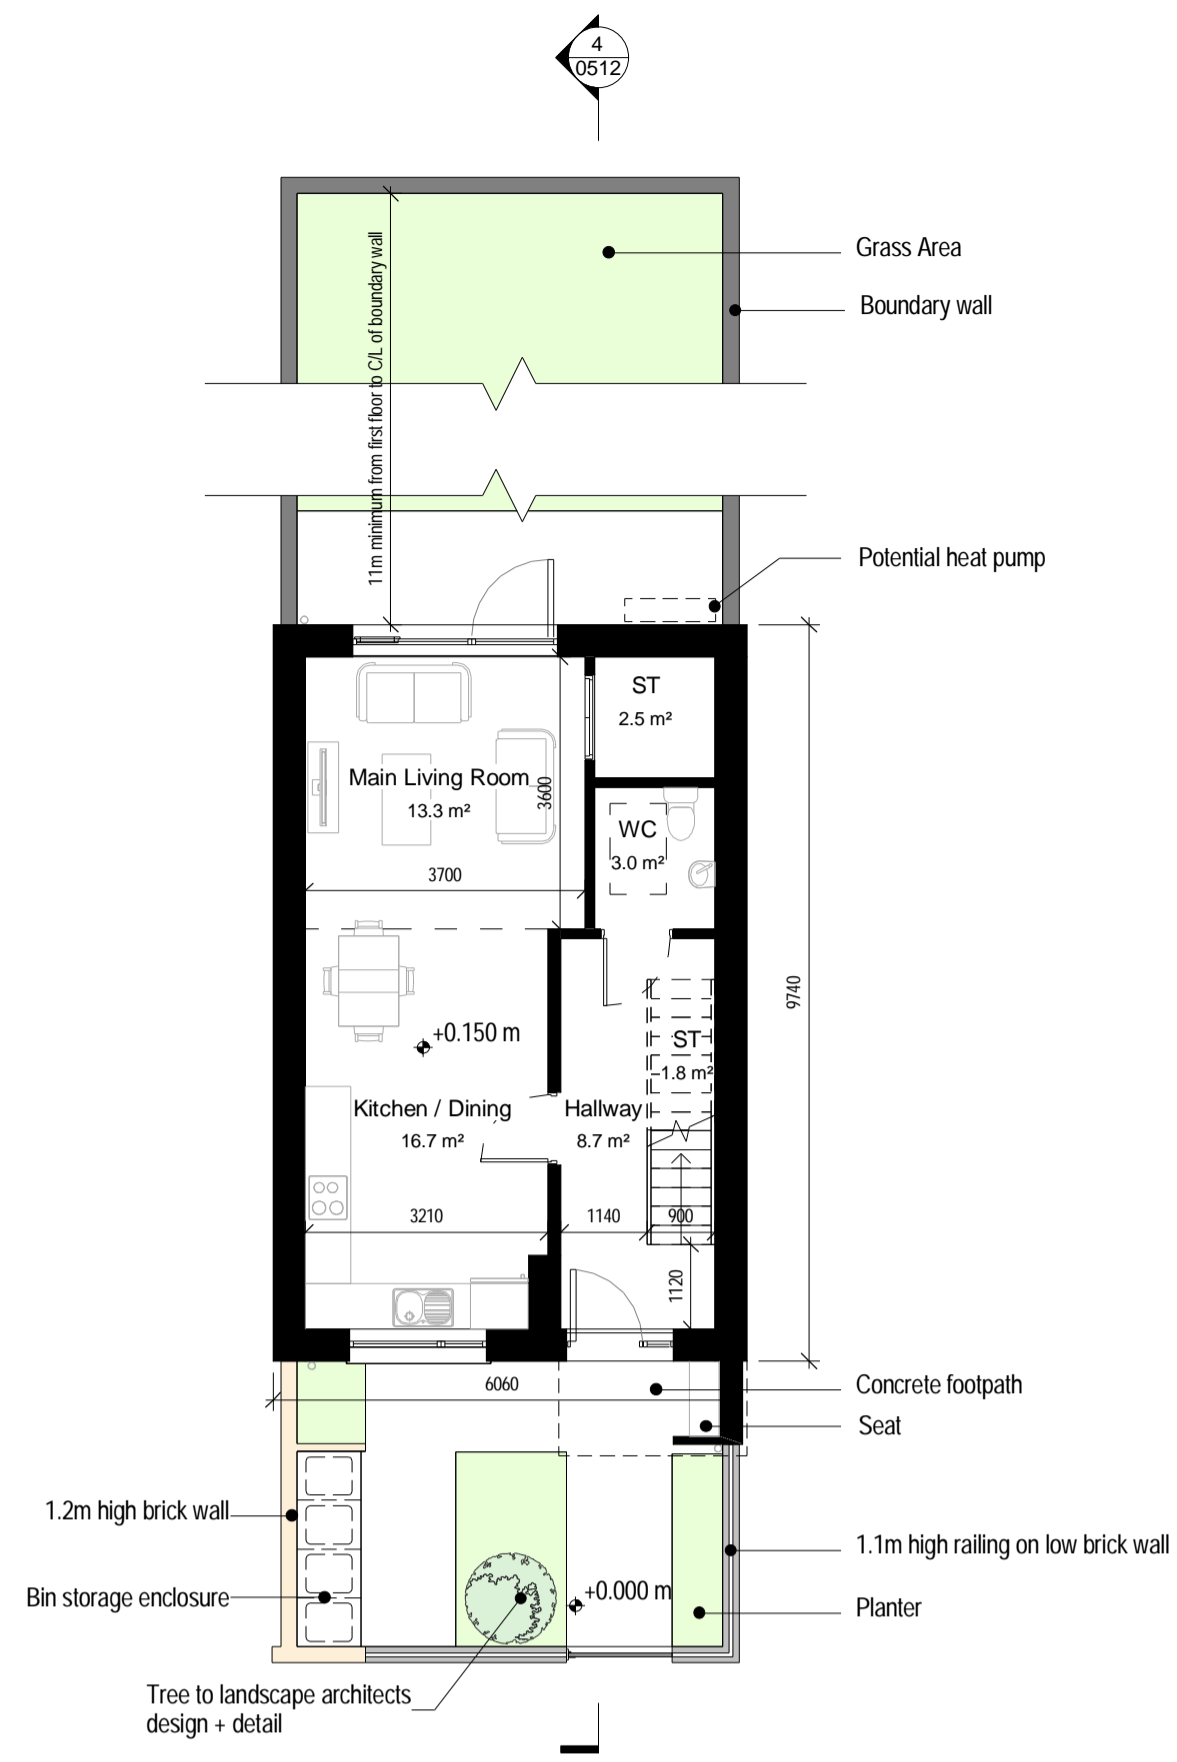 4
0512
11m minimum from first floor to C/L of boundary wall
Grass Area
Boundary wall
Potential heat pump
ST
2.5 m²
Main Living Room
13.3 m²
3600
WC
3.0 m²
3700
9740
+0.150 m
ST
1.8 m²
Kitchen / Dining
16.7 m²
Hallway
8.7 m²
3210
1140
900
1120
6060
Concrete footpath
Seat
1.2m high brick wall
1.1m high railing on low brick wall
Bin storage enclosure
+0.000 m
Planter
Tree to landscape architects
design + detail